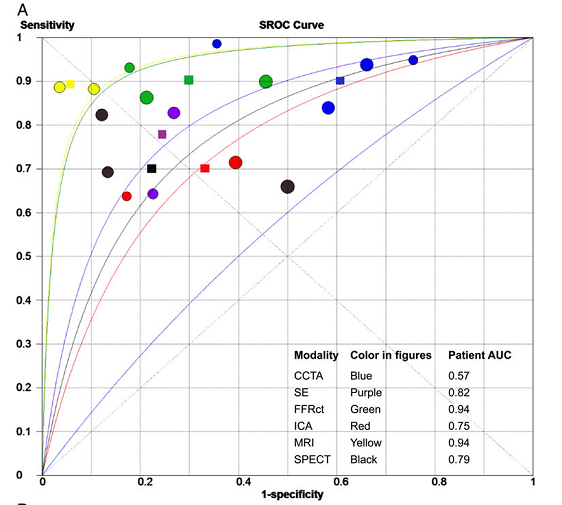 A
Sensitivity SROC Curve
1
0.9
0.8
0.7
0.6
0.5
0.4
0.3
0.2
0.1
0
Modality Color in figures Patient AUC
CCTA Blue 0.57
SE Purple 0.82
FFRct Green 0.94
ICA Red 0.75
MRI Yellow 0.94
SPECT Black 0.79
0 0.2 0.4 0.6 0.8 1
1-specificity